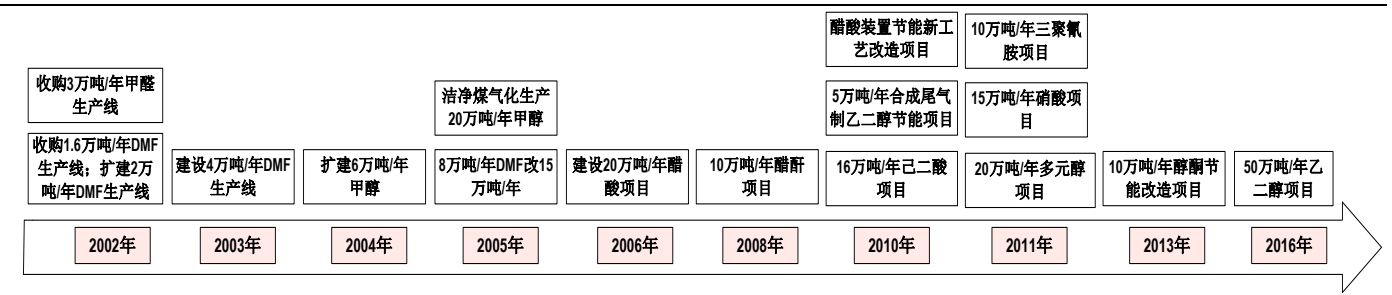 收购3万吨/年甲醛
生产线
收购1.6万吨/年DMF
生产线；扩建2万
吨/年DMF生产线
建设4万吨/年DMF
生产线
扩建6万吨/年
甲醇
洁净煤气化生产
20万吨/年甲醇
8万吨/年DMF改15
万吨/年
建设20万吨/年醋
酸项目
10万吨/年醋酐
项目
醋酸装置节能新工
艺改造项目
5万吨/年合成尾气
制乙二醇节能项目
16万吨/年己二酸
项目
10万吨/年三聚氰
胺项目
15万吨/年硝酸项
目
20万吨/年多元醇
项目
10万吨/年醇酮节
能改造项目
50万吨/年乙
二醇项目
2002年
2003年
2004年
2005年
2006年
2008年
2010年
2011年
2013年
2016年